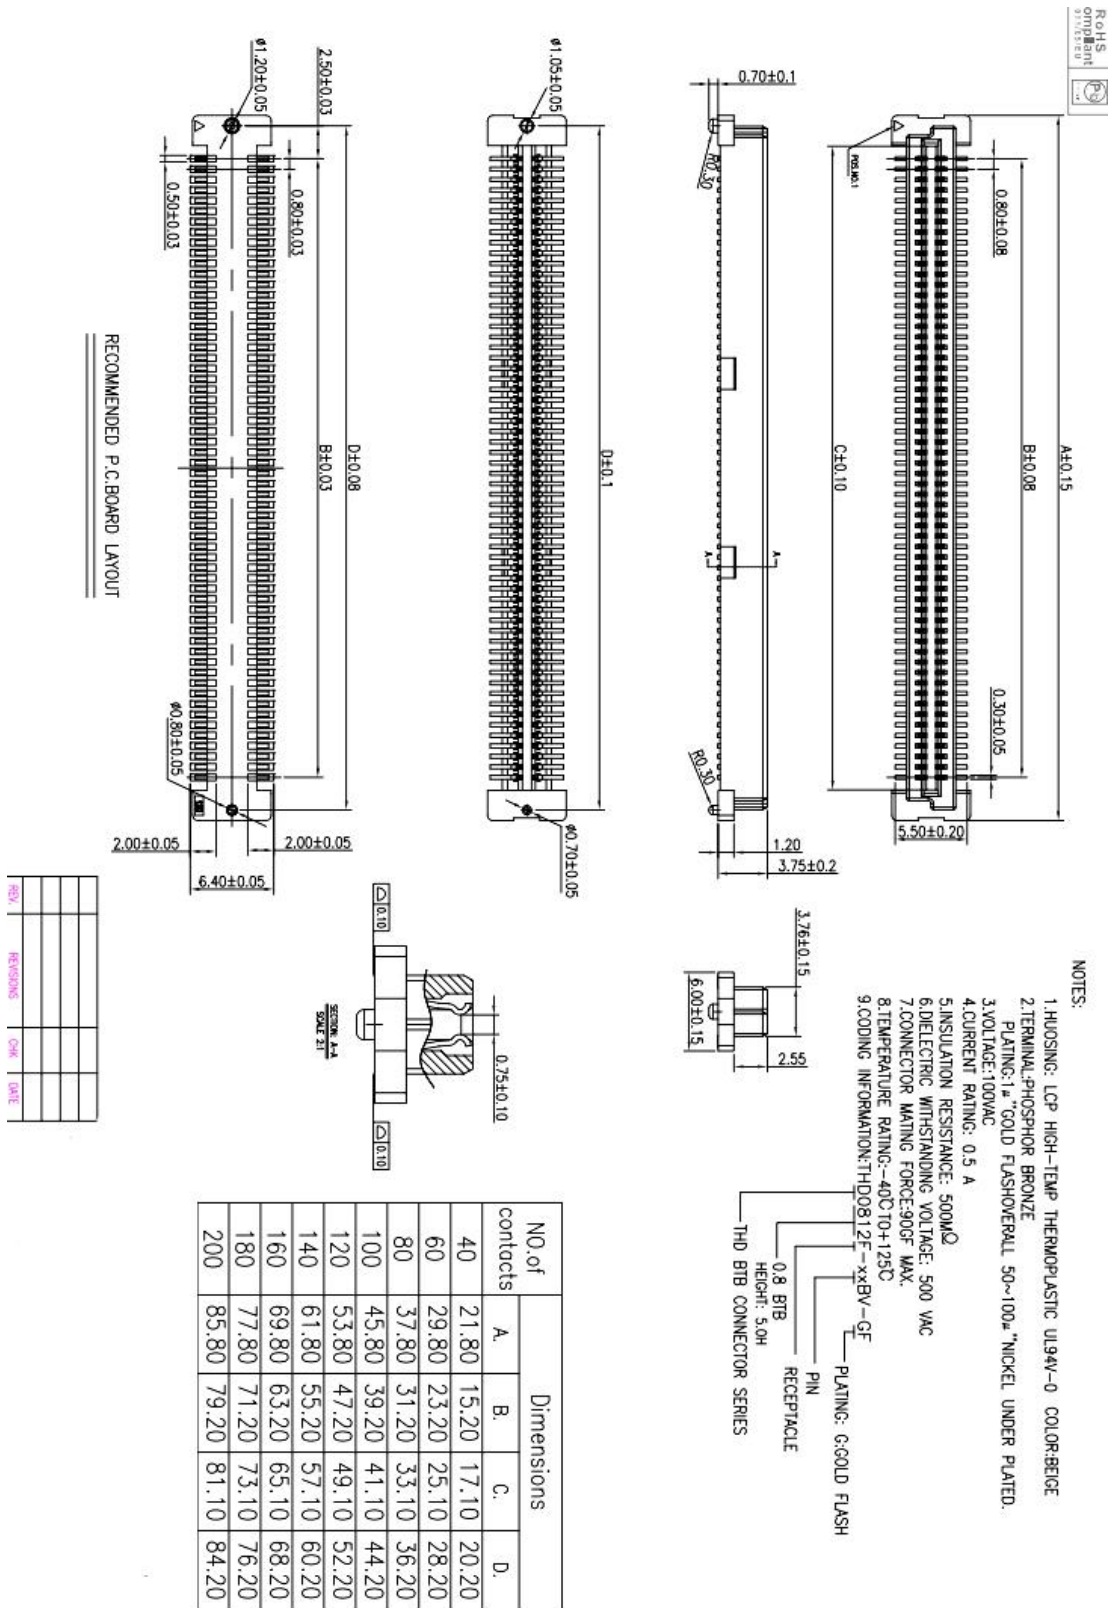 RoHS
ompliant
A±0.15
B±0.08
0.80±0.08
0.30±0.05
POS.NO.1
C±0.10
5.50±0.20
0.70±0.1
R0.30
R0.30
A
A
1.20
3.75±0.2
ø1.05±0.05
D±0.1
ø0.70±0.05
2.50±0.03
ø1.20±0.05
D±0.08
B±0.03
0.80±0.03
0.50±0.03
ø0.80±0.05
2.00±0.05
2.00±0.05
6.40±0.05
RECOMMENDED P.C.BOARD LAYOUT
NOTES:
1.HUOSING: LCP HIGH-TEMP THERMOPLASTIC UL94V-0 COLOR:BEIGE
2.TERMINAL:PHOSPHOR BRONZE
PLATING:1u"GOLD FLASHOVERALL 50~100u"NICKEL UNDER PLATED.
3.VOLTAGE:100VAC
4.CURRENT RATING: 0.5 A
5.INSULATION RESISTANCE: 500MΩ
6.DIELECTRIC WITHSTANDING VOLTAGE: 500 VAC
7.CONNECTOR MATING FORCE:90GF MAX.
8.TEMPERATURE RATING:-40℃TO+125℃
9.CODING INFORMATION:THD0812F-xxBV-GF
PLATING: G:GOLD FLASH
PIN
RECEPTACLE
0.8 BTB
HEIGHT: 5.0H
THD BTB CONNECTOR SERIES
3.76±0.15
2.55
6.00±0.15
0.75±0.10
0.10
0.10
SECTION A-A
SCALE 2:1
NO.of contacts Dimensions
A. B. C. D.
40 21.80 15.20 17.10 20.20
60 29.80 23.20 25.10 28.20
80 37.80 31.20 33.10 36.20
100 45.80 39.20 41.10 44.20
120 53.80 47.20 49.10 52.20
140 61.80 55.20 57.10 60.20
160 69.80 63.20 65.10 68.20
180 77.80 71.20 73.10 76.20
200 85.80 79.20 81.10 84.20
REV. REVISIONS CHK DATE